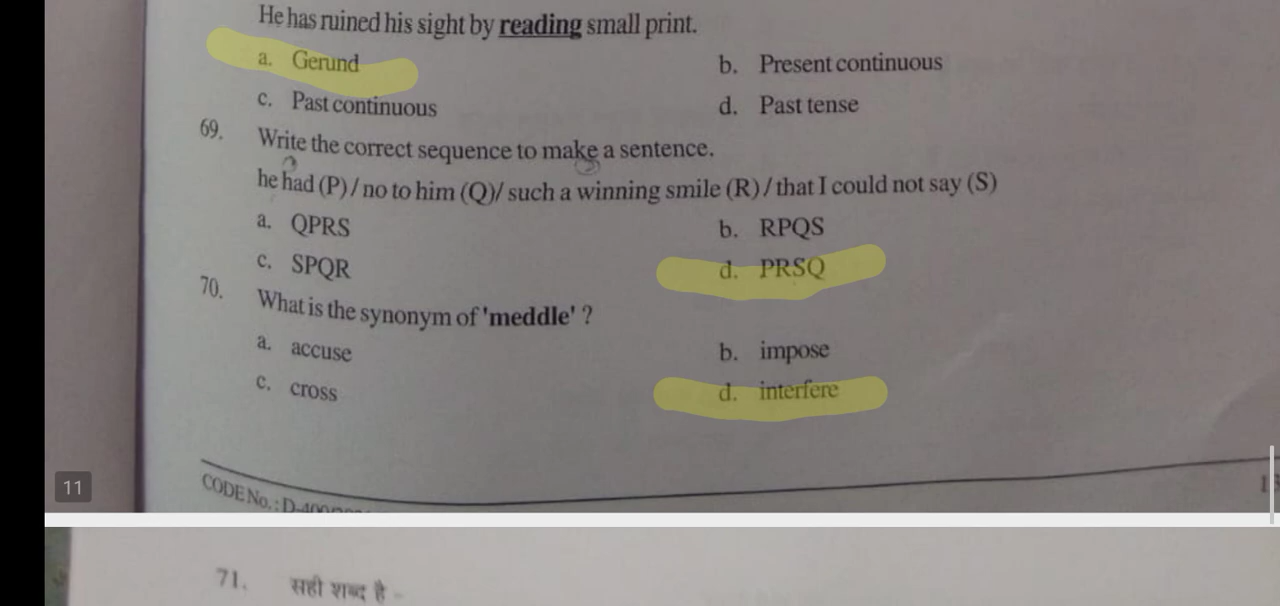 He has ruined his sight by reading small print.
a. Gerund b. Present continuous
c. Past continuous d. Past tense
69. Write the correct sequence to make a sentence.
he had (P) / no to him (Q)/ such a winning smile (R) / that I could not say (S)
a. QPRS b. RPQS
c. SPQR d. PRSQ
70. What is the synonym of 'meddle' ?
a. accuse b. impose
c. cross d. interfere
11
CODE No. : D-400
71. सही शब्द है -